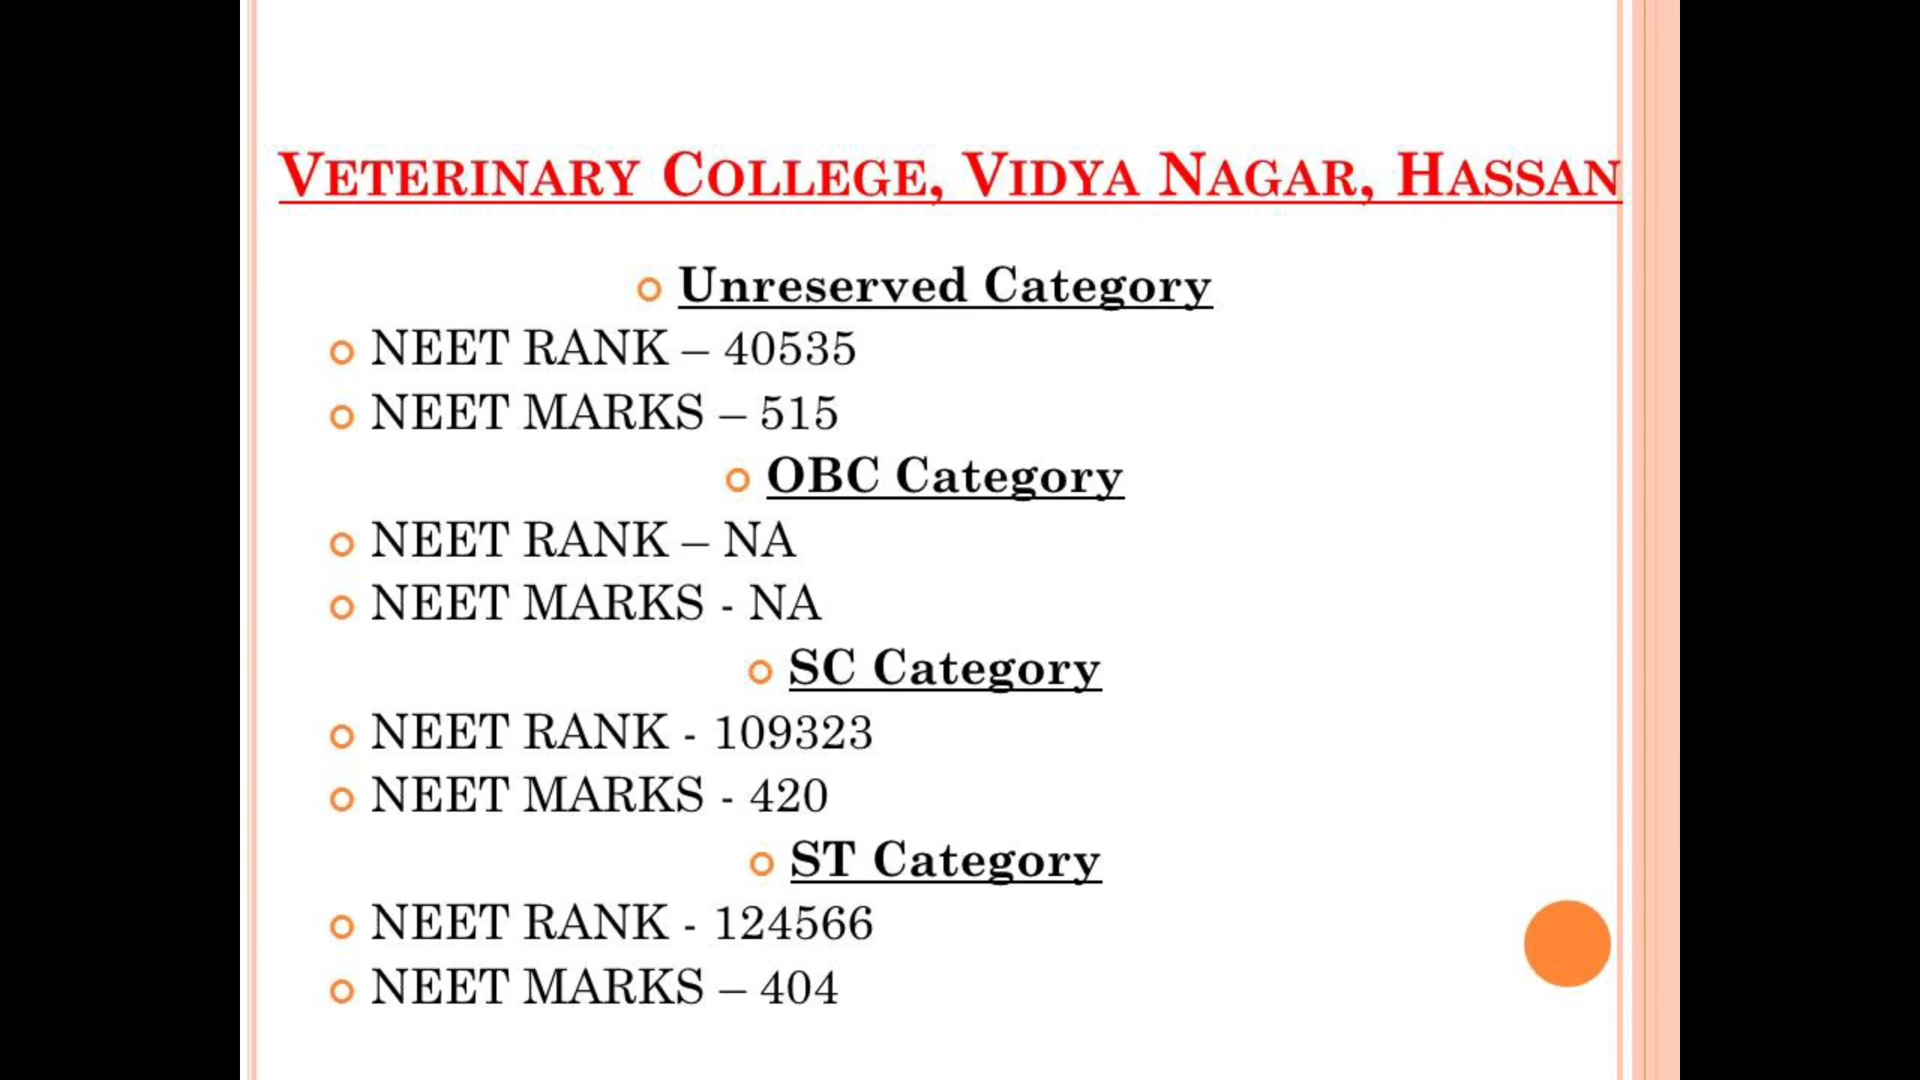 VETERINARY COLLEGE, VIDYA NAGAR, HASSAN
Unreserved Category
NEET RANK – 40535
NEET MARKS – 515
OBC Category
NEET RANK – NA
NEET MARKS - NA
SC Category
NEET RANK - 109323
NEET MARKS - 420
ST Category
NEET RANK - 124566
NEET MARKS – 404